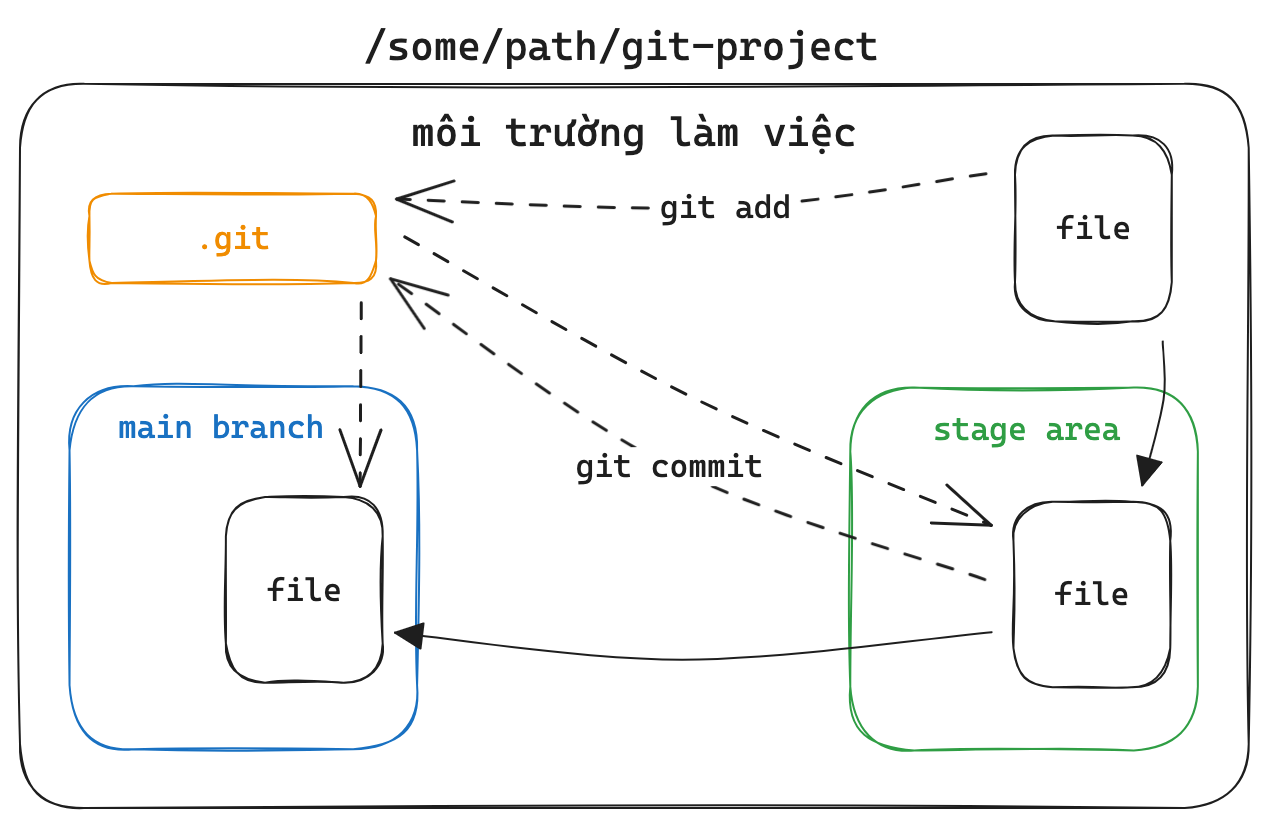 /some/path/git-project
môi trường làm việc
git add
file
.git
main branch
stage area
git commit
file
file